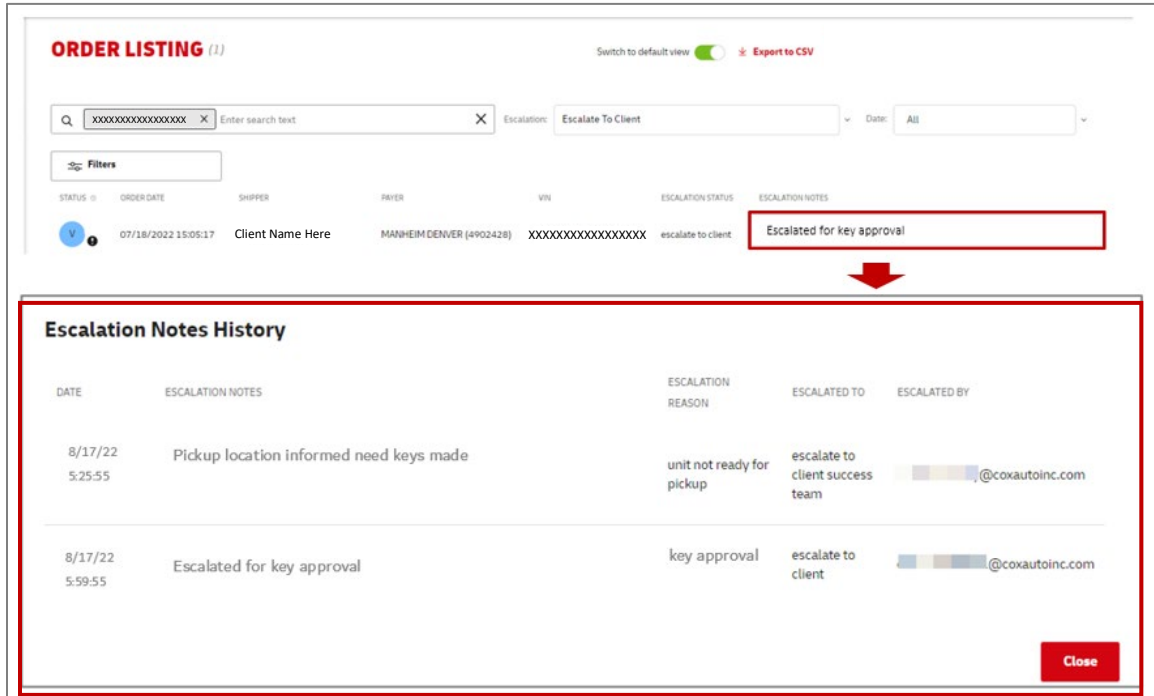 ORDER LISTING (1)
Switch to default view Export to CSV
XXXXXXXXXXXXXXXXX X Enter search text X Escalation: Escalate To Client Date: All
Filters
STATUS ORDER DATE SHIPPER PAYER VIN ESCALATION STATUS ESCALATION NOTES
V 07/18/2022 15:05:17 Client Name Here MANHEIM DENVER (4902428) XXXXXXXXXXXXXXXXX escalate to client Escalated for key approval
Escalation Notes History
DATE ESCALATION NOTES ESCALATION REASON ESCALATED TO ESCALATED BY
8/17/22
5:25:55
Pickup location informed need keys made
unit not ready for
pickup
escalate to
client success
team
@coxautoinc.com
8/17/22
5:59:55
Escalated for key approval
key approval
escalate to
client
@coxautoinc.com
Close